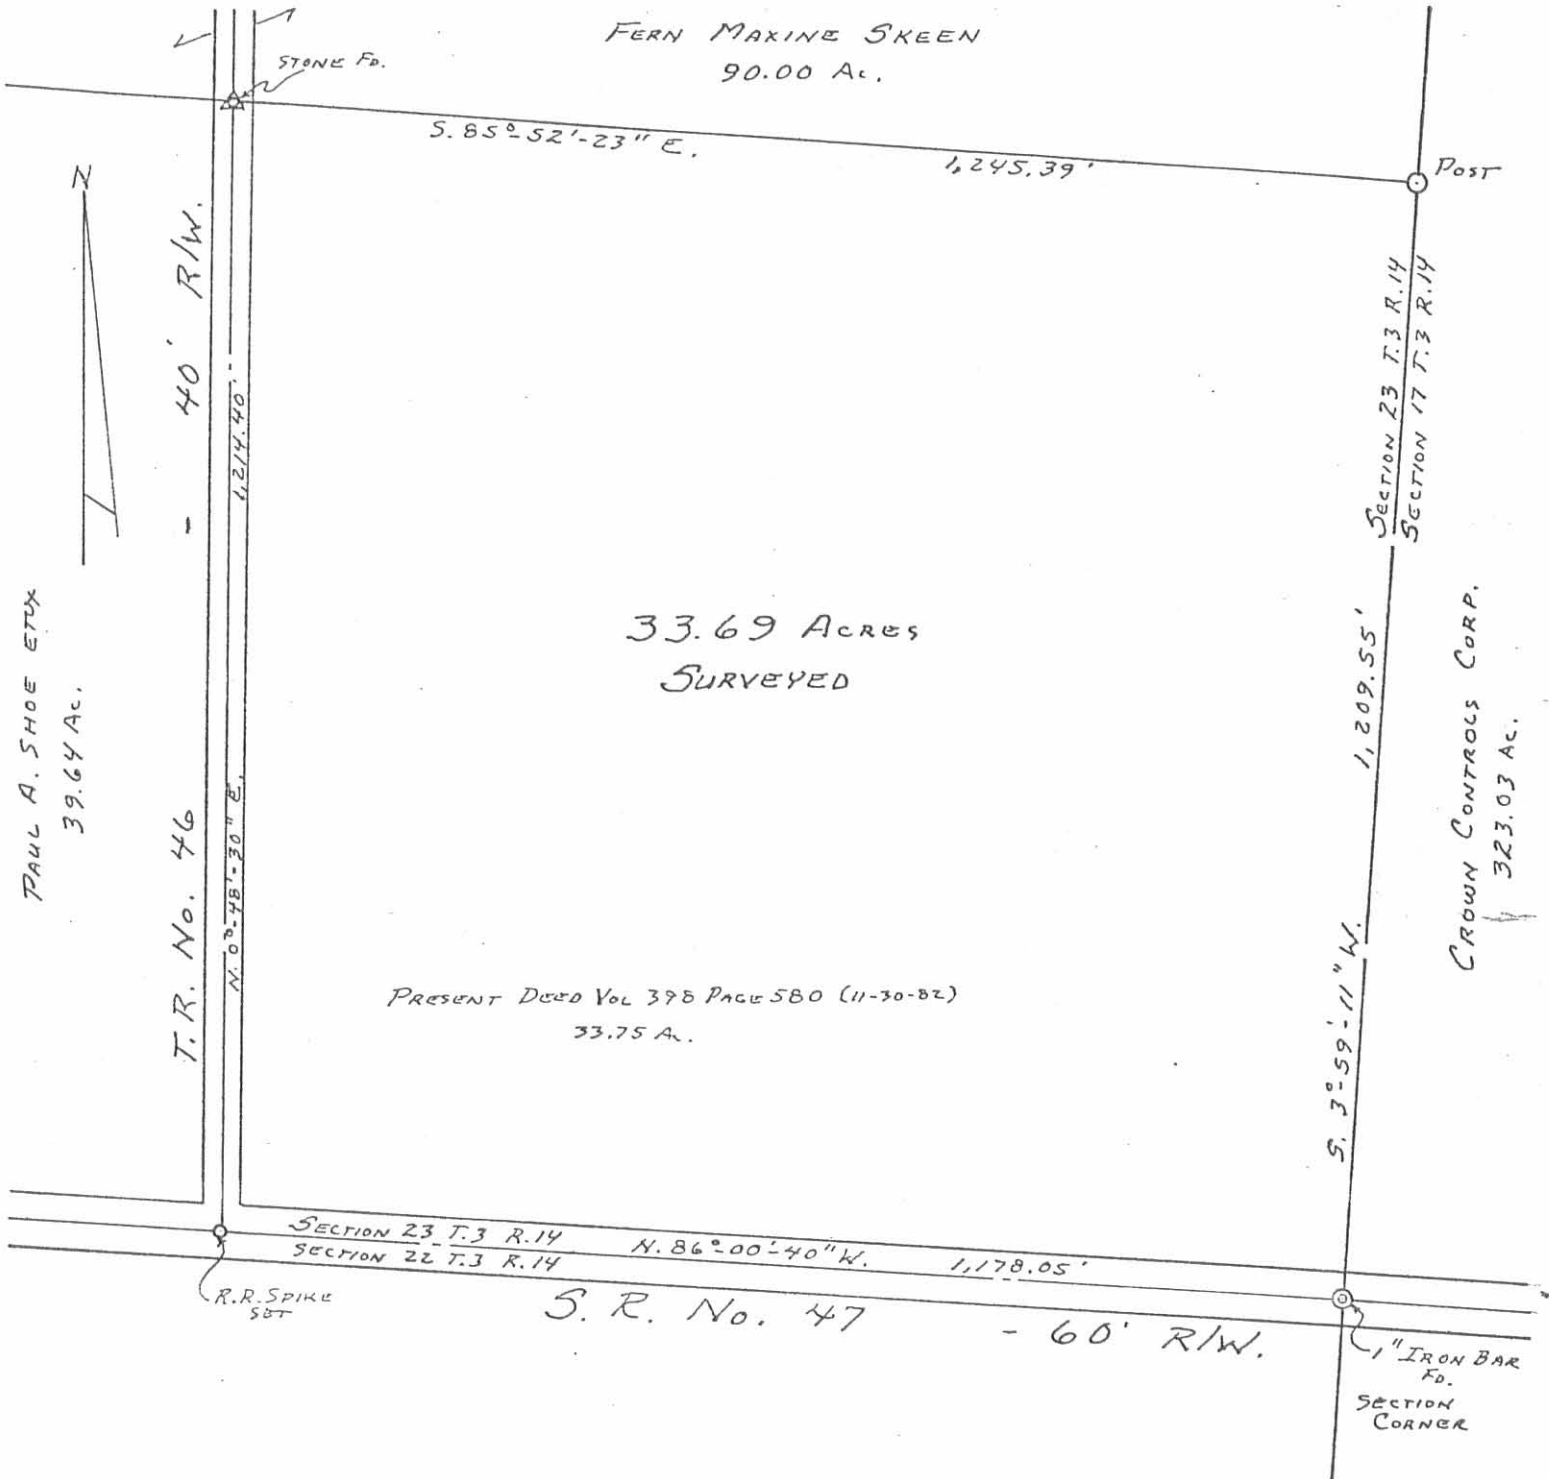 FERN MAXINE SKEEN
90.00 Ac.
STONE FD.
S. 85°-52'-23" E.
1,245.39'
POST
N
T.R. No. 46 - 40' R/W.
1,214.40'
N. 0°-48'-30" E.
PAUL A. SHOE ETUX
39.64 Ac.
SECTION 23 T.3 R.14
SECTION 17 T.3 R.14
33.69 ACRES
SURVEYED
1,209.55'
S. 3°-59'-11" W.
CROWN CONTROLS CORP.
323.03 Ac.
PRESENT DEED VOL 398 PAGE 580 (11-30-82)
33.75 Ac.
SECTION 23 T.3 R.14
SECTION 22 T.3 R.14
N. 86°-00'-40" W.
1,178.05'
R.R. SPIKE
SET
S. R. No. 47 - 60' R/W.
1" IRON BAR
FD.
SECTION
CORNER